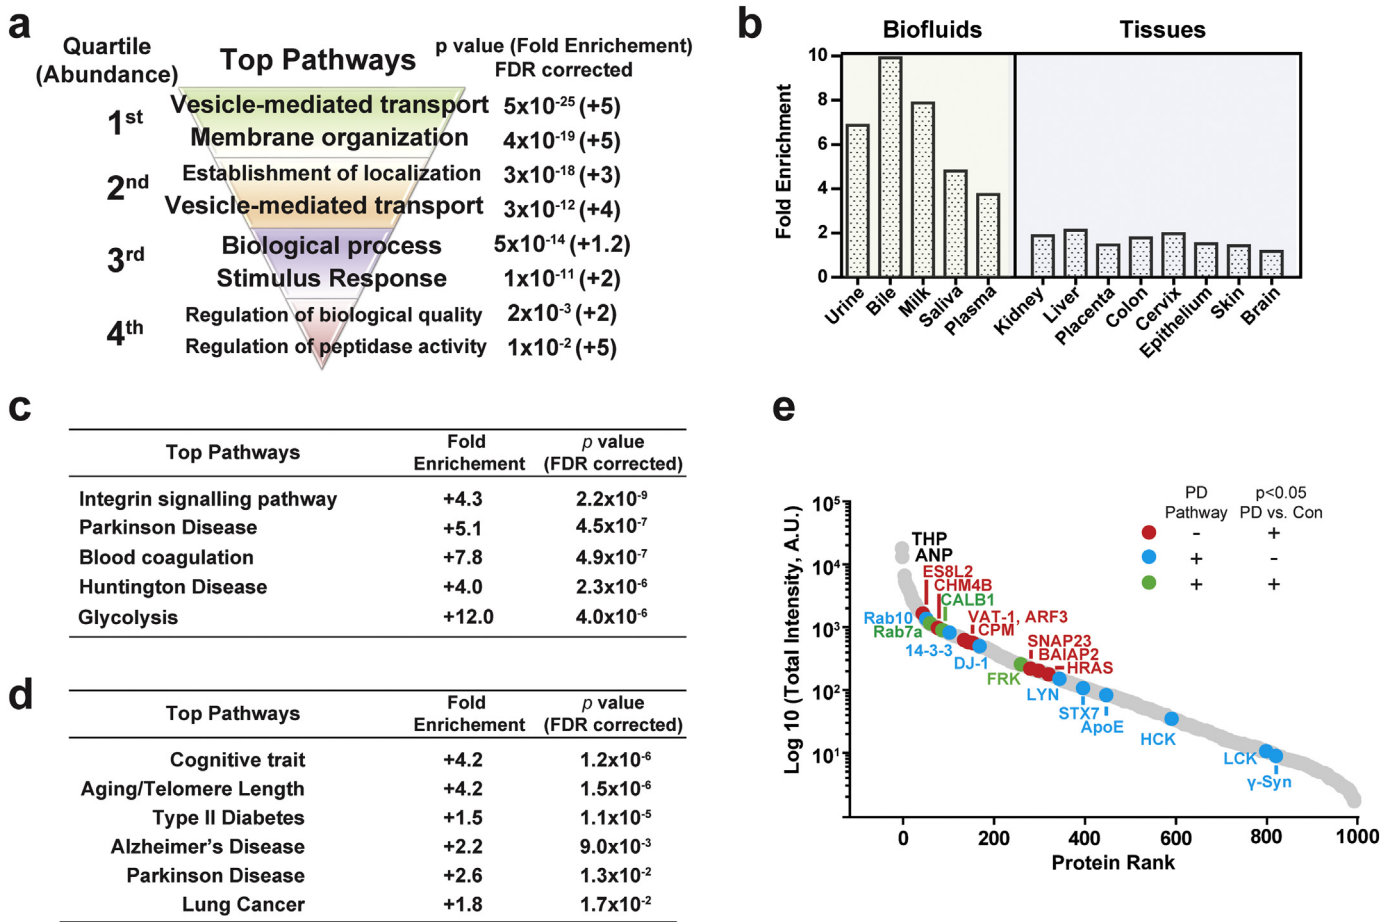 a
Quartile
(Abundance)
Top Pathways
p value (Fold Enrichement)
FDR corrected
1st
Vesicle-mediated transport 5x10-25 (+5)
Membrane organization 4x10-19 (+5)
2nd
Establishment of localization 3x10-18 (+3)
Vesicle-mediated transport 3x10-12 (+4)
3rd
Biological process 5x10-14 (+1.2)
Stimulus Response 1x10-11 (+2)
4th
Regulation of biological quality 2x10-3 (+2)
Regulation of peptidase activity 1x10-2 (+5)
b
Biofluids Tissues
Fold Enrichment
10
8
6
4
2
0
Urine Bile Milk Saliva Plasma Kidney Liver Placenta Colon Cervix Epithelium Skin Brain
c
Top Pathways
Fold
Enrichement
p value
(FDR corrected)
Integrin signalling pathway +4.3 2.2x10-9
Parkinson Disease +5.1 4.5x10-7
Blood coagulation +7.8 4.9x10-7
Huntington Disease +4.0 2.3x10-6
Glycolysis +12.0 4.0x10-6
d
Top Pathways
Fold
Enrichement
p value
(FDR corrected)
Cognitive trait +4.2 1.2x10-6
Aging/Telomere Length +4.2 1.5x10-6
Type II Diabetes +1.5 1.1x10-5
Alzheimer's Disease +2.2 9.0x10-3
Parkinson Disease +2.6 1.3x10-2
Lung Cancer +1.8 1.7x10-2
e
PD
Pathway
p<0.05
PD vs. Con
- +
+ -
+ +
Log 10 (Total Intensity, A.U.)
105
104
103
102
101
THP
ANP
ES8L2
CHM4B
CALB1
Rab10
Rab7a
VAT-1, ARF3
CPM
14-3-3
DJ-1
SNAP23
BAIAP2
HRAS
FRK
LYN
STX7
ApoE
HCK
LCK
γ-Syn
0 200 400 600 800 1000
Protein Rank